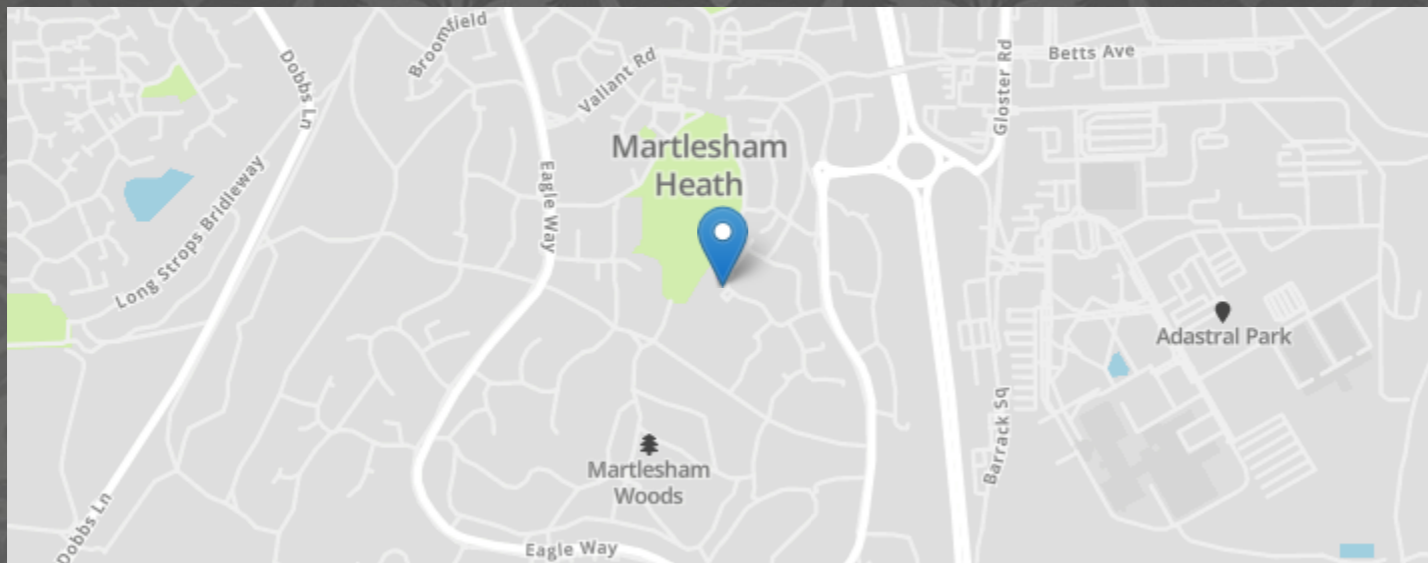 Broomfield
Dobbs Ln
Valiant Rd
Gloster Rd
Betts Ave
Martlesham
Heath
Long Strops Bridleway
Eagle Way
Adastral Park
Barrack Sq
Martlesham
Woods
Dobbs Ln
Eagle Way